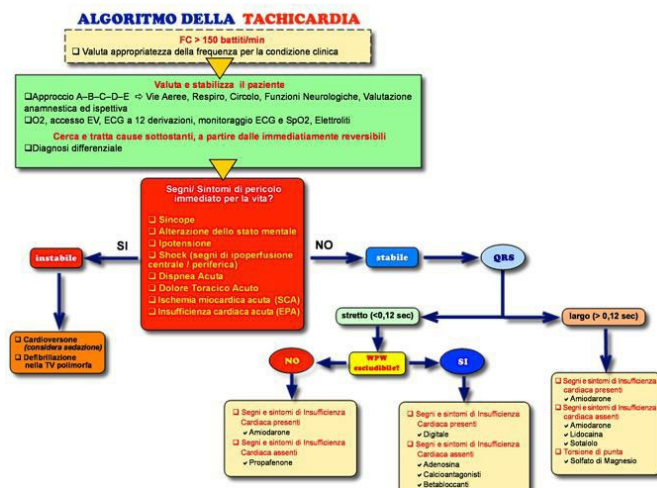 ALGORITMO DELLA TACHICARDIA
FC > 150 battiti/min
❑ Valuta appropriatezza della frequenza per la condizione clinica
Valuta e stabilizza il paziente
❑Approccio A–B–C–D–E ⇨ Vie Aeree, Respiro, Circolo, Funzioni Neurologiche, Valutazione
anamnestica ed ispettiva
❑O2, accesso EV, ECG a 12 derivazioni, monitoraggio ECG e SpO2, Elettroliti
Cerca e tratta cause sottostanti, a partire dalle immediatamente reversibili
❑Diagnosi differenziale
Segni/ Sintomi di pericolo
immediato per la vita?
❑ Sincope
❑ Alterazione dello stato mentale
❑ Ipotensione
❑ Shock (segni di ipoperfusione
centrale / periferica)
❑ Dispnea Acuta
❑ Dolore Toracico Acuto
❑ Ischemia miocardica acuta (SCA)
❑ Insufficienza cardiaca acuta (EPA)
SI
instabile
❑ Cardioversone
(considera sedazione)
❑ Defibrillazione
nella TV polimorfa
NO
stabile
QRS
stretto (<0,12 sec)
largo (> 0,12 sec)
WPW
escludibile?
NO
SI
❑ Segni e sintomi di Insufficienza
Cardiaca presenti
✓ Amiodarone
❑ Segni e sintomi di Insufficienza
Cardiaca assenti
✓ Propafenone
❑ Segni e sintomi di Insufficienza
Cardiaca presenti
✓ Digitale
❑ Segni e sintomi di Insufficienza
Cardiaca assenti
✓ Adenosina
✓ Calcioantagonisti
✓ Betabloccanti
❑ Segni e sintomi di Insufficienza
cardiaca presenti
✓ Amiodarone
❑ Segni e sintomi di Insufficienza
cardiaca assenti
✓ Amiodarone
✓ Lidocaina
✓ Sotalolo
❑ Torsione di punta
✓ Solfato di Magnesio